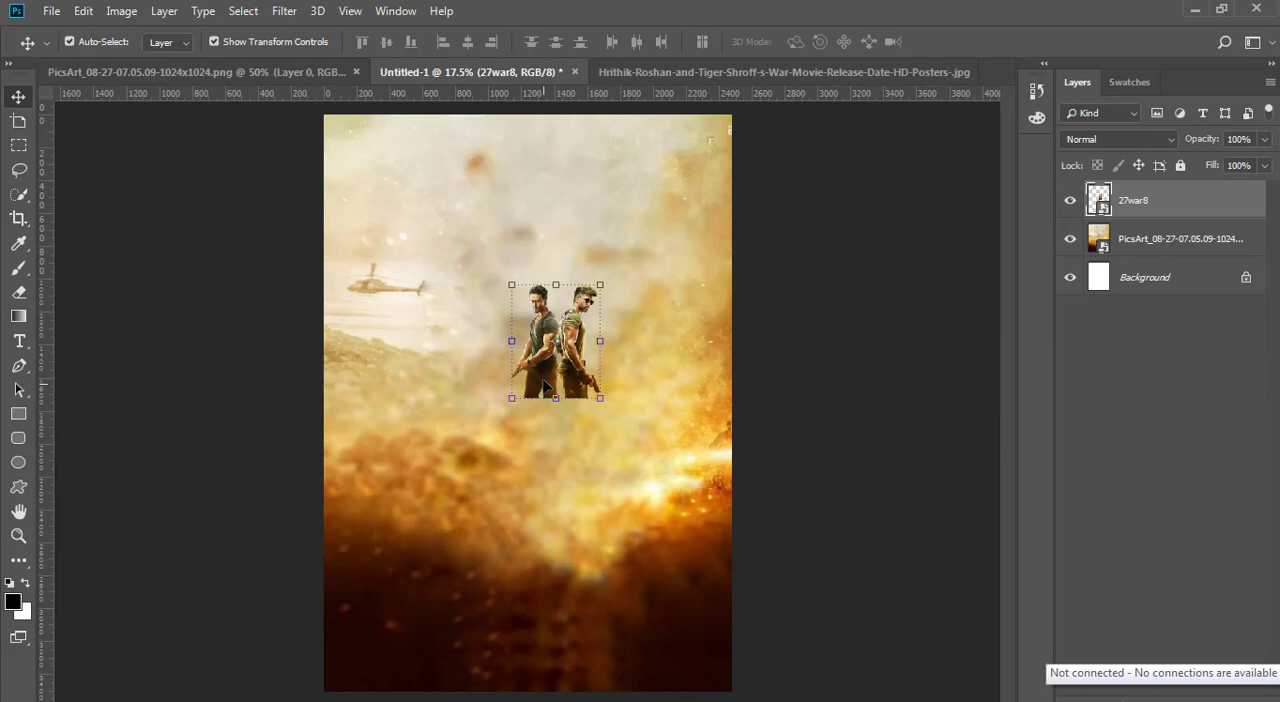 Ps File Edit Image Layer Type Select Filter 3D View Window Help
Auto-Select: Layer Show Transform Controls 3D Mode:
PicsArt_08-27-07.05.09-1024x1024.png @ 50% (Layer 0, RGB... × Untitled-1 @ 17.5% (27war8, RGB/8) * × Hrithik-Roshan-and-Tiger-Shroff-s-War-Movie-Release-Date-HD-Posters-.jpg
1600 1400 1200 1000 800 600 400 200 0 200 400 600 800 1000 1200 1400 1600 1800 2000 2200 2400 2600 2800 3000 3200 3400 3600 3800 4000
Layers Swatches
Kind
Normal Opacity: 100%
Lock: Fill: 100%
27war8
PicsArt_08-27-07.05.09-1024...
Background
Not connected - No connections are available